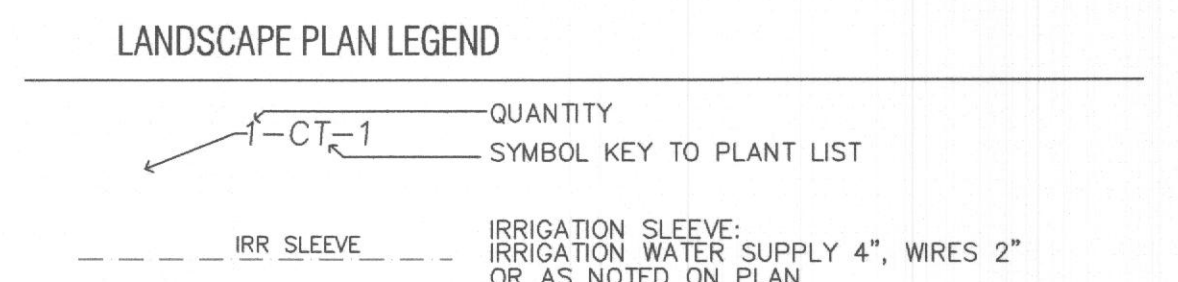 LANDSCAPE PLAN LEGEND
QUANTITY
1-CT-1
SYMBOL KEY TO PLANT LIST
IRRIGATION SLEEVE:
IRR SLEEVE
IRRIGATION WATER SUPPLY 4", WIRES 2"
OR AS NOTED ON PLAN